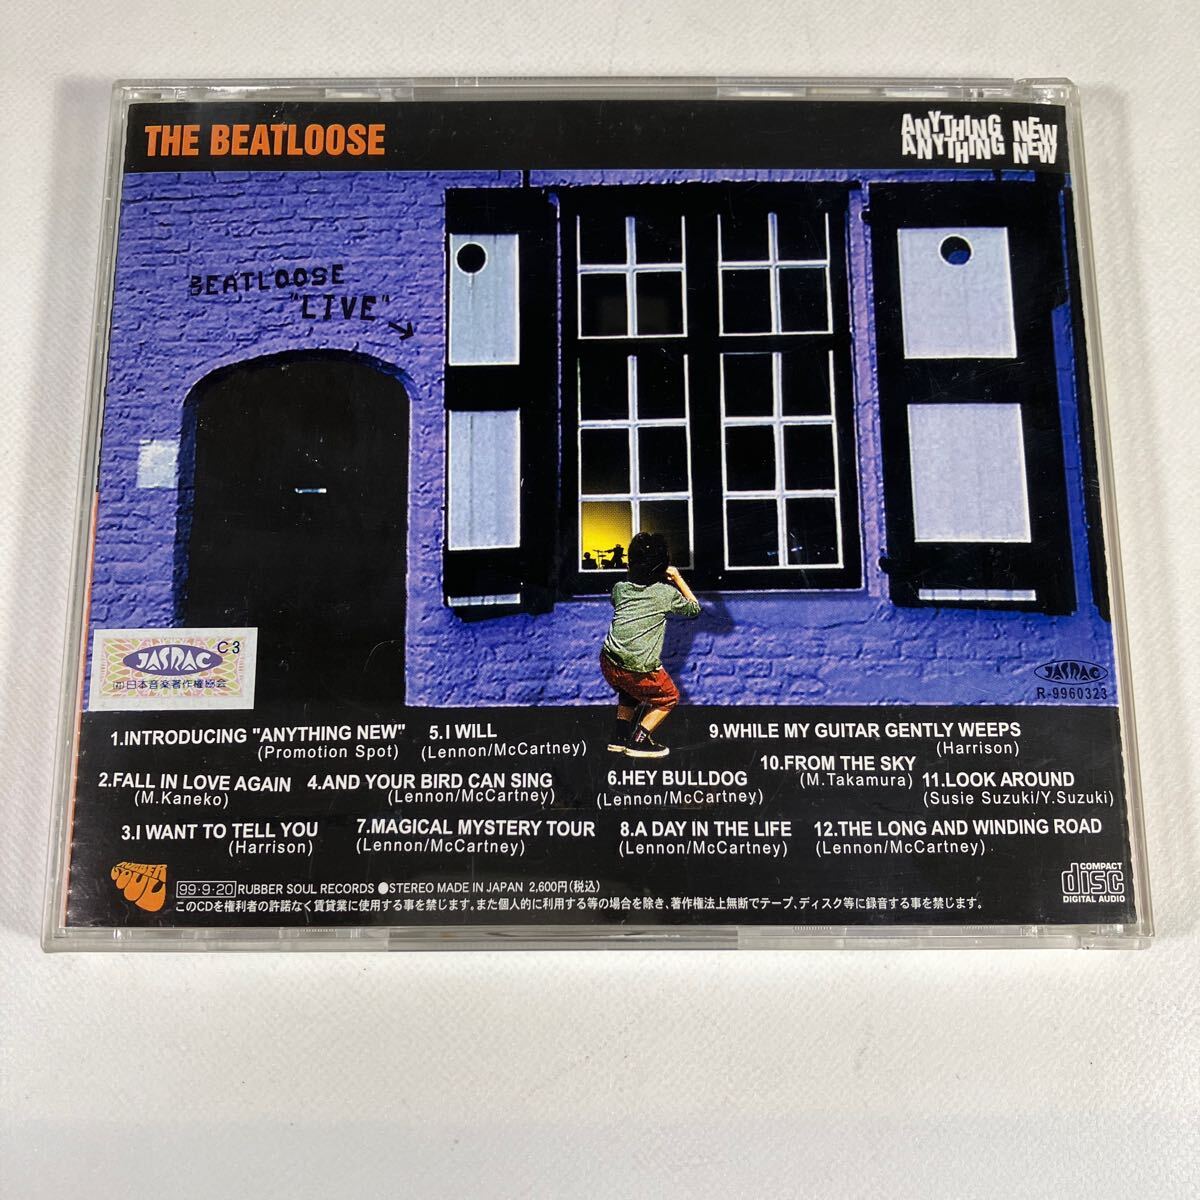 THE BEATLOOSE
ANYTHING NEW
ANYTHING NEW
BEATLOOSE
"LIVE"
JASRAC C3
㈳日本音楽著作権協会
JASRAC
R-9960323
1.INTRODUCING "ANYTHING NEW"
(Promotion Spot)
2.FALL IN LOVE AGAIN
(M.Kaneko)
3.I WANT TO TELL YOU
(Harrison)
4.AND YOUR BIRD CAN SING
(Lennon/McCartney)
5.I WILL
(Lennon/McCartney)
6.HEY BULLDOG
(Lennon/McCartney)
7.MAGICAL MYSTERY TOUR
(Lennon/McCartney)
8.A DAY IN THE LIFE
(Lennon/McCartney)
9.WHILE MY GUITAR GENTLY WEEPS
(Harrison)
10.FROM THE SKY
(M.Takamura)
11.LOOK AROUND
(Susie Suzuki/Y.Suzuki)
12.THE LONG AND WINDING ROAD
(Lennon/McCartney)
RUBBER
SOUL
99・9・20 RUBBER SOUL RECORDS ●STEREO MADE IN JAPAN 2,600円(税込)
このCDを権利者の許諾なく賃貸業に使用する事を禁じます。また個人的に利用する等の場合を除き、著作権法上無断でテープ、ディスク等に録音する事を禁じます。
COMPACT
disc
DIGITAL AUDIO